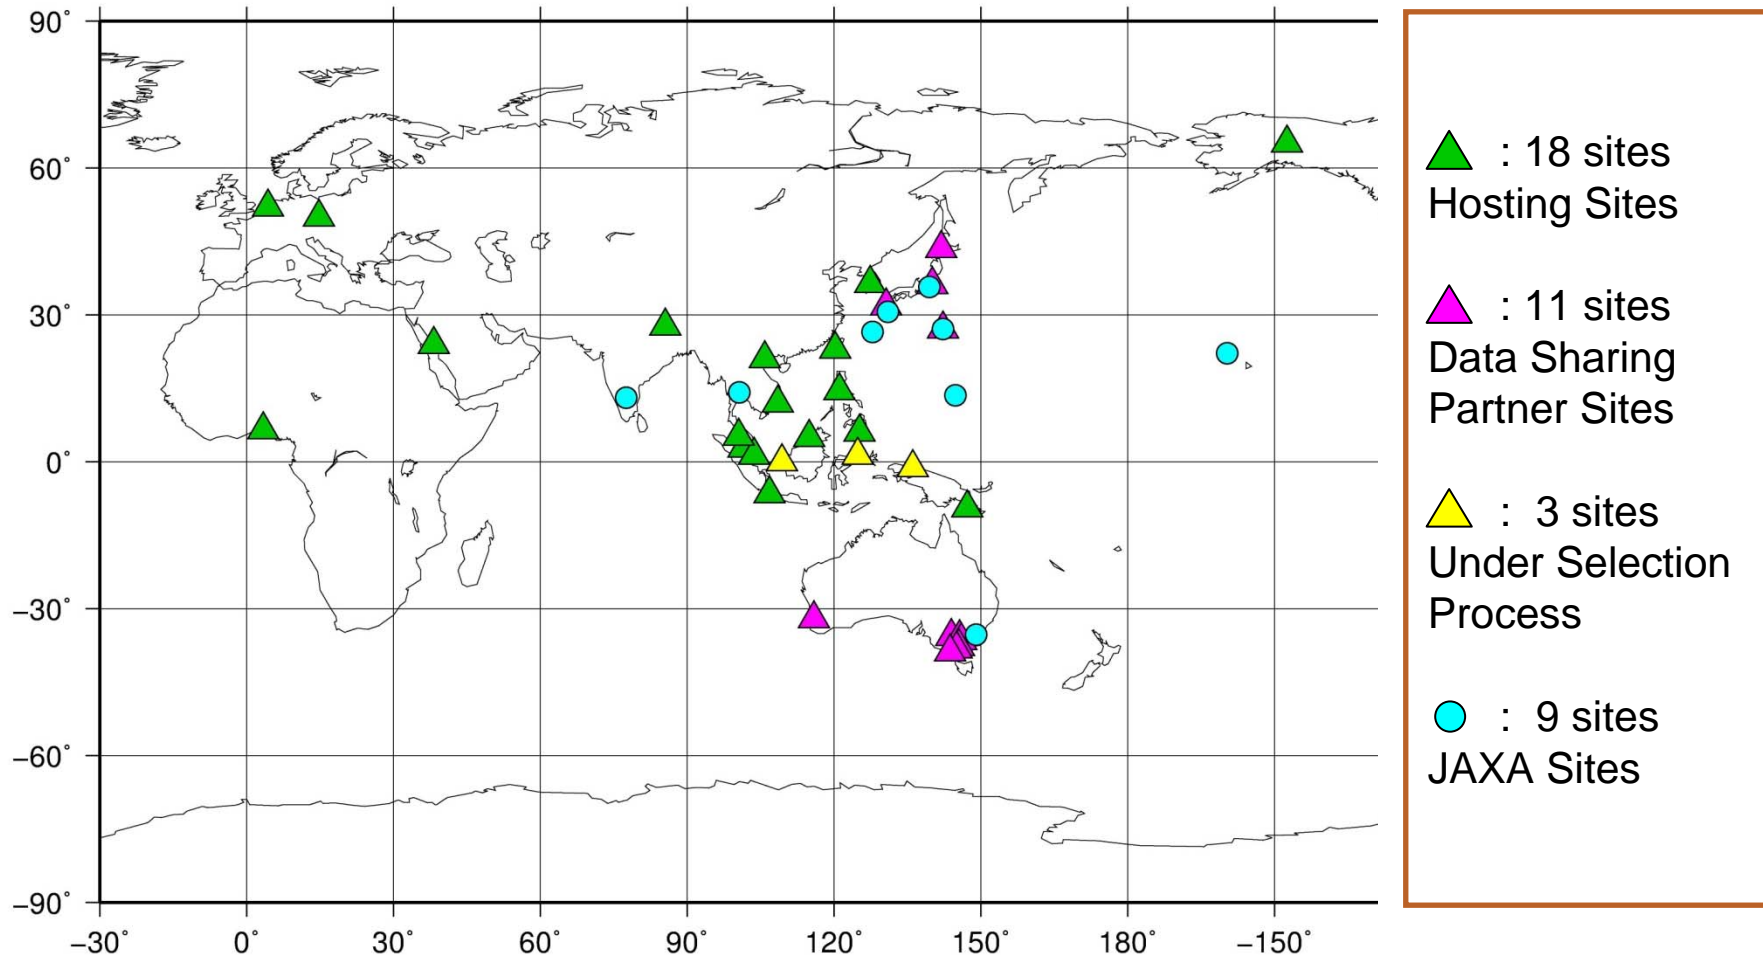 90°
60°
30°
0°
−30°
−60°
−90°
−30° 0° 30° 60° 90° 120° 150° 180° −150°
: 18 sites
Hosting Sites
: 11 sites
Data Sharing
Partner Sites
: 3 sites
Under Selection
Process
: 9 sites
JAXA Sites